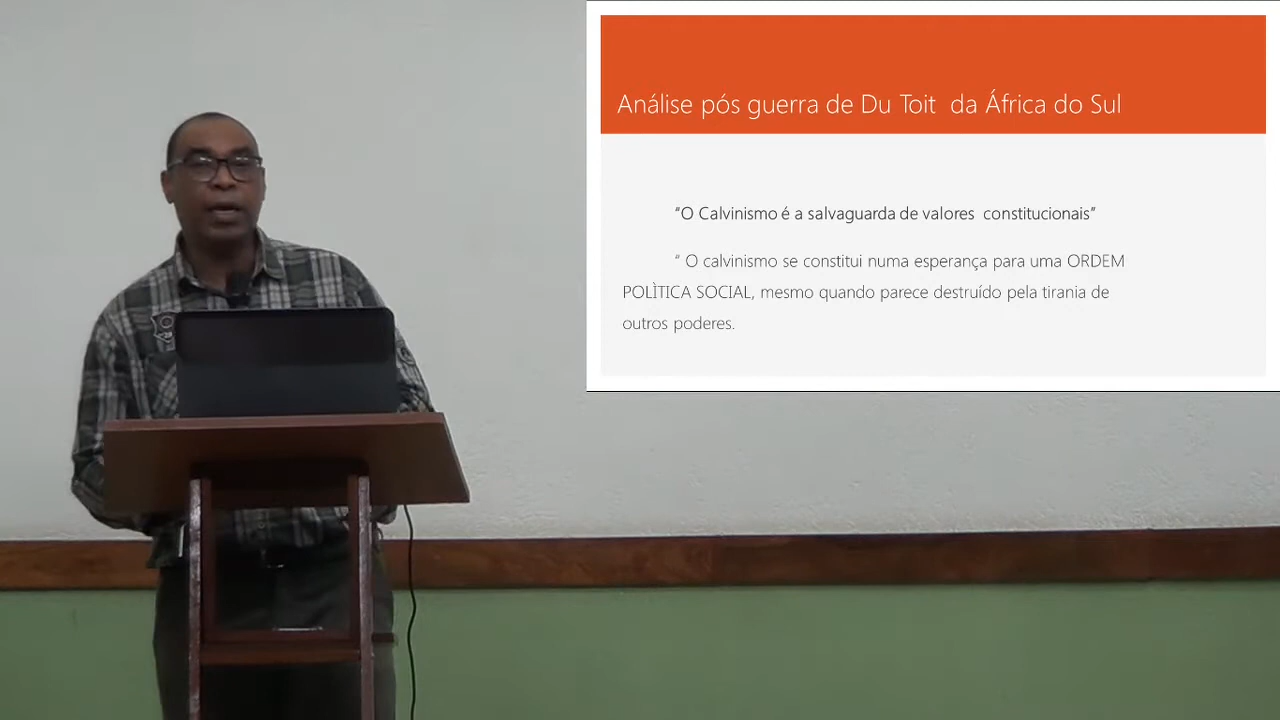 Análise pós guerra de Du Toit da África do Sul
“O Calvinismo é a salvaguarda de valores constitucionais”
“ O calvinismo se constitui numa esperança para uma ORDEM
POLÌTICA SOCIAL, mesmo quando parece destruído pela tirania de
outros poderes.